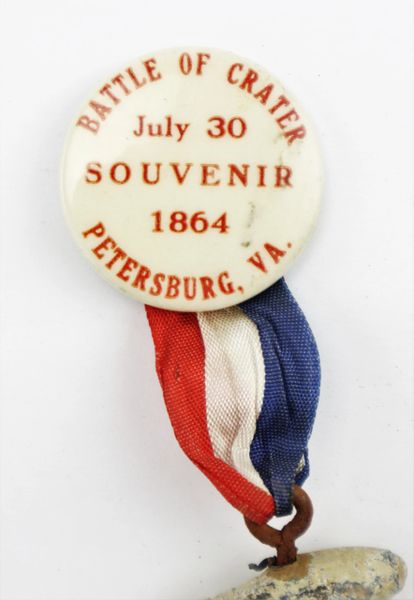 BATTLE OF CRATER
July 30
SOUVENIR
1864
PETERSBURG, VA.